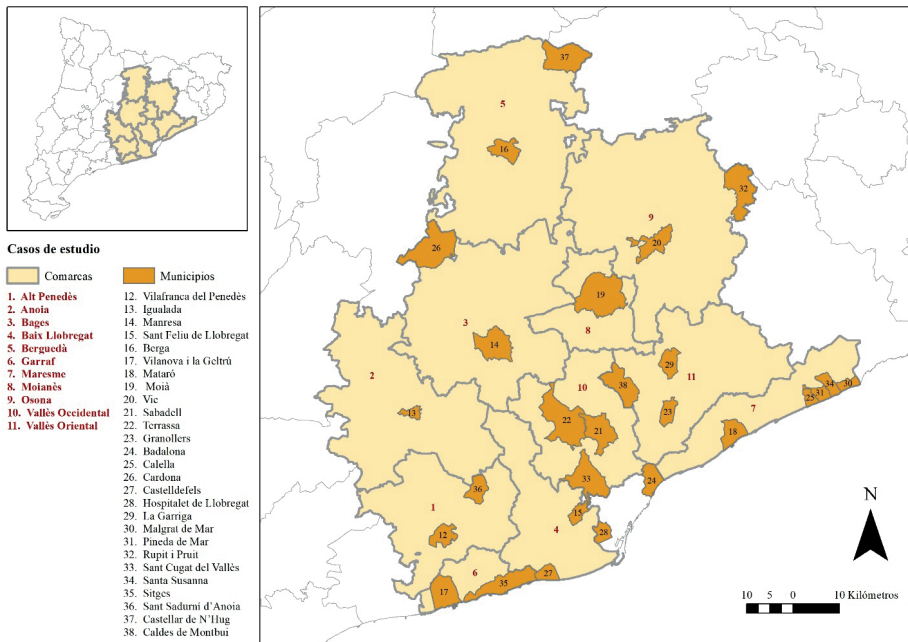 Casos de estudio
Comarcas
Municipios
1. Alt Penedès
2. Anoia
3. Bages
4. Baix Llobregat
5. Berguedà
6. Garraf
7. Maresme
8. Moianès
9. Osona
10. Vallès Occidental
11. Vallès Oriental
12. Vilafranca del Penedès
13. Igualada
14. Manresa
15. Sant Feliu de Llobregat
16. Berga
17. Vilanova i la Geltrú
18. Mataró
19. Moià
20. Vic
21. Sabadell
22. Terrassa
23. Granollers
24. Badalona
25. Calella
26. Cardona
27. Castelldefels
28. Hospitalet de Llobregat
29. La Garriga
30. Malgrat de Mar
31. Pineda de Mar
32. Rupit i Pruit
33. Sant Cugat del Vallès
34. Santa Susanna
35. Sitges
36. Sant Sadurní d'Anoia
37. Castellar de N'Hug
38. Caldes de Montbui
37
5
16
32
9
20
26
19
3
8
14
29
10
11
38
2
34
30
25
31
23
7
13
22
21
18
33
24
36
1
15
4
28
12
27
6
35
17
N
10 5 0 10 Kilómetros